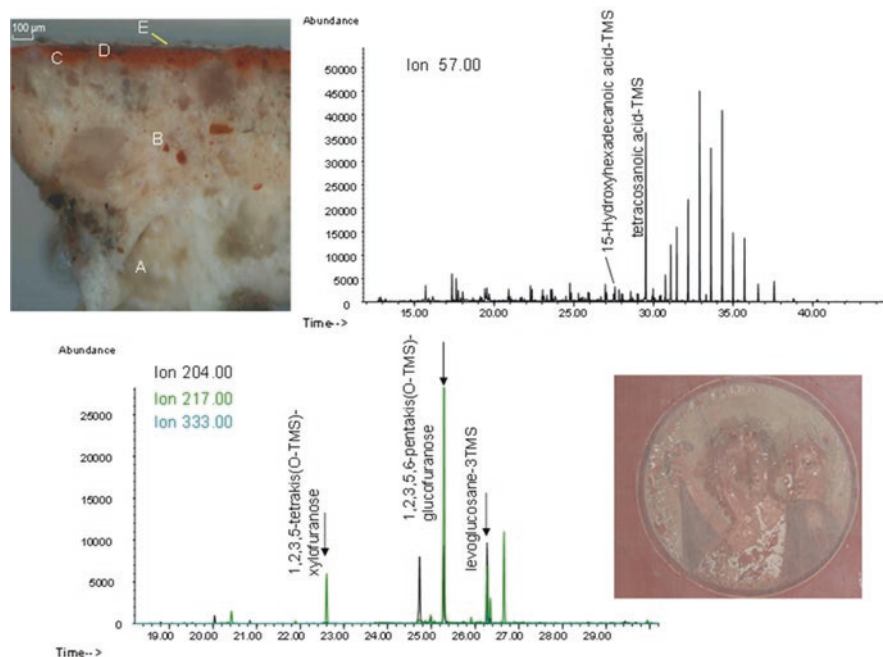 100 µm
E
D
C
B
A
Abundance
Ion 57.00
50000
45000
40000
35000
30000
25000
20000
15000
10000
5000
0
15-Hydroxyhexadecanoic acid-TMS
tetracosanoic acid-TMS
15.00 20.00 25.00 30.00 35.00 40.00
Time-->
Abundance
Ion 204.00
Ion 217.00
Ion 333.00
25000
20000
15000
10000
5000
0
1,2,3,5-tetrakis(O-TMS)-
xylofuranose
1,2,3,5,6-pentakis(O-TMS)-
glucofuranose
levoglucosane-3TMS
19.00 20.00 21.00 22.00 23.00 24.00 25.00 26.00 27.00 28.00 29.00
Time-->